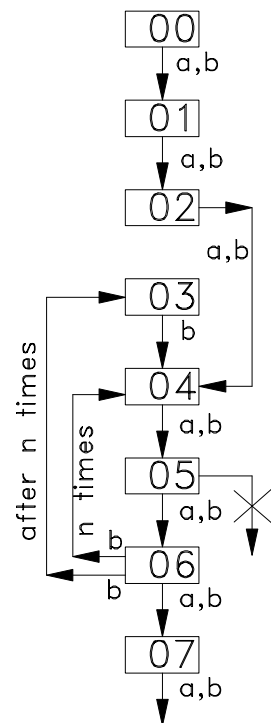 00
a,b
01
a,b
02
a,b
03
b
04
a,b
05
a,b
06
b
b
a,b
07
a,b
n times
after n times